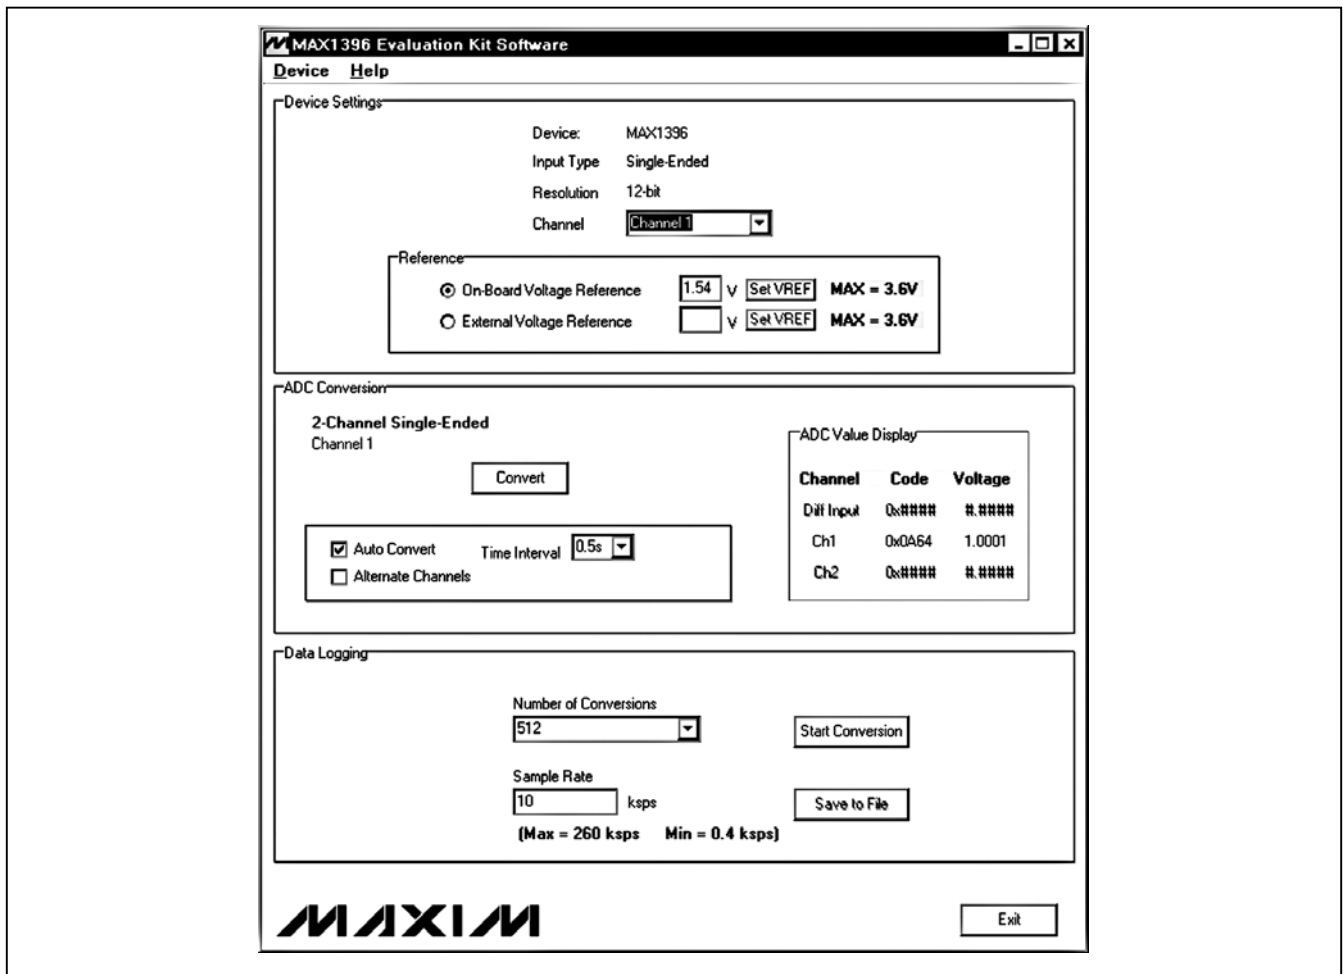 MAX1396 Evaluation Kit Software
Device Help
Device Settings
Device: MAX1396
Input Type Single-Ended
Resolution 12-bit
Channel Channel 1
Reference
On-Board Voltage Reference 1.54 V Set VREF MAX = 3.6V
External Voltage Reference V Set VREF MAX = 3.6V
ADC Conversion
2-Channel Single-Ended
Channel 1
Convert
Auto Convert Time Interval 0.5s
Alternate Channels
ADC Value Display
Channel Code Voltage
Diff Input 0x#### #.####
Ch1 0x0A64 1.0001
Ch2 0x#### #.####
Data Logging
Number of Conversions
512
Start Conversion
Sample Rate
10 ksps
Save to File
(Max = 260 ksps Min = 0.4 ksps)
MAXIM
Exit